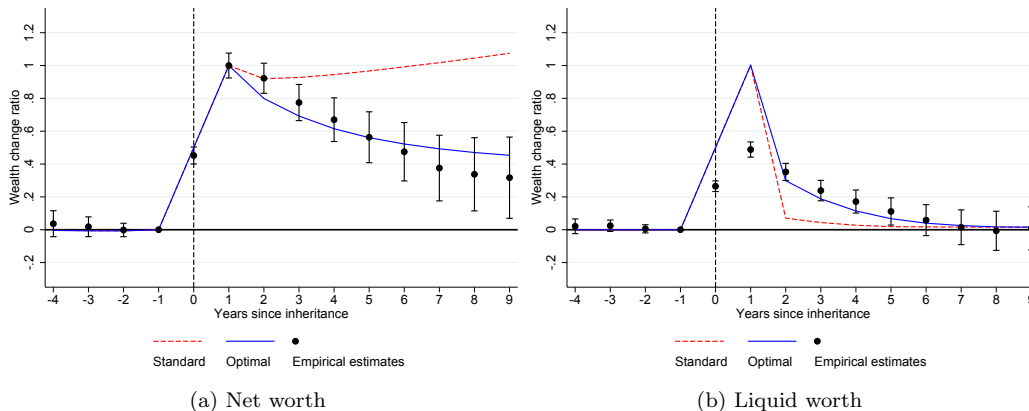 Wealth change ratio
-.2 0 .2 .4 .6 .8 1 1.2
-4 -3 -2 -1 0 1 2 3 4 5 6 7 8 9
Years since inheritance
Standard Optimal Empirical estimates
(a) Net worth
Wealth change ratio
-.2 0 .2 .4 .6 .8 1 1.2
-4 -3 -2 -1 0 1 2 3 4 5 6 7 8 9
Years since inheritance
Standard Optimal Empirical estimates
(b) Liquid worth